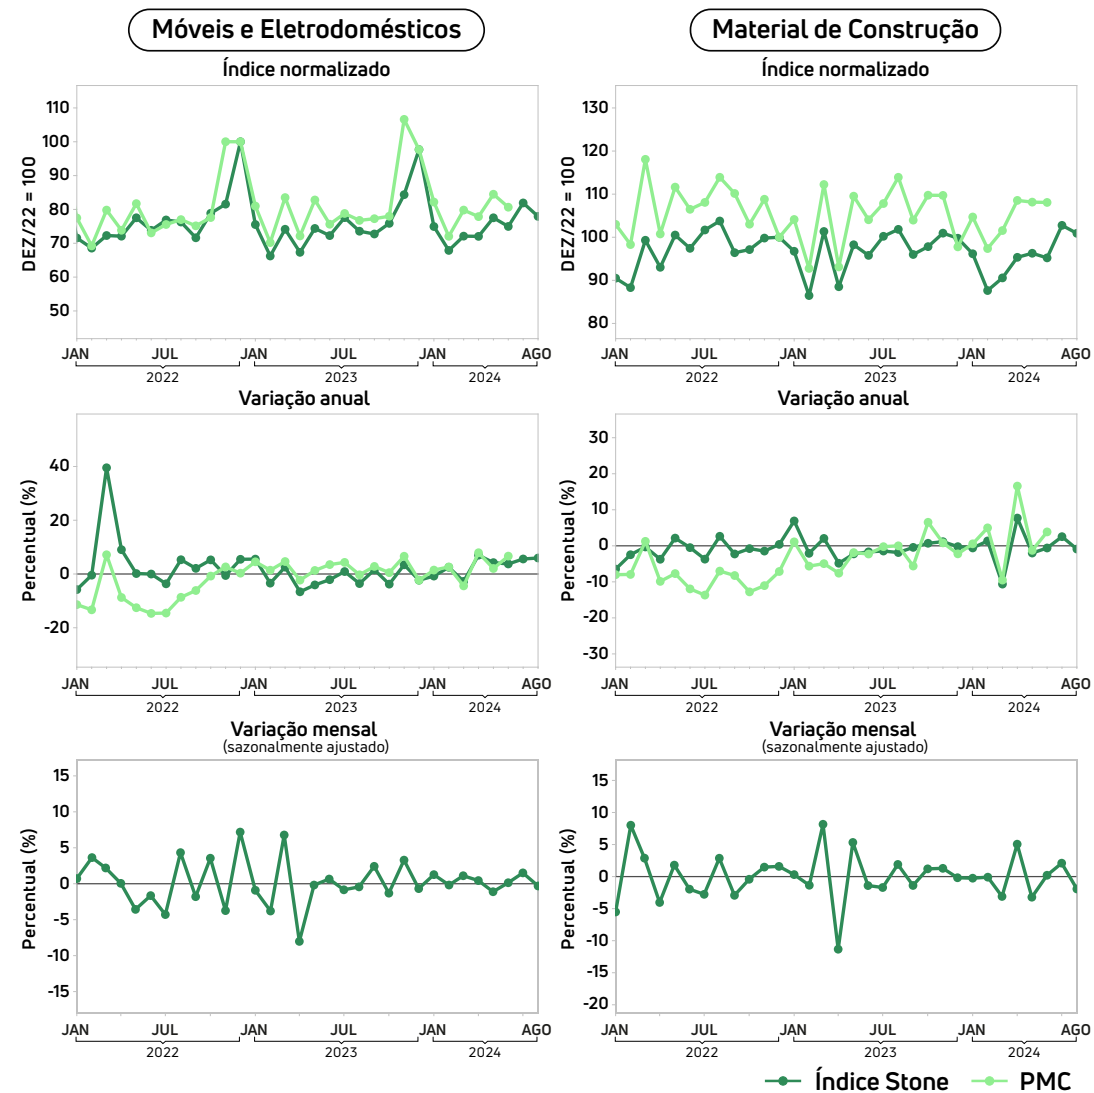 Móveis e Eletrodomésticos
Índice normalizado
DEZ/22 = 100
110
100
90
80
70
60
50
JAN JUL JAN JUL JAN AGO
2022 2023 2024
Variação anual
Percentual (%)
40
20
0
-20
JAN JUL JAN JUL JAN AGO
2022 2023 2024
Variação mensal
(sazonalmente ajustado)
Percentual (%)
15
10
5
0
-5
-10
-15
JAN JUL JAN JUL JAN AGO
2022 2023 2024
Material de Construção
Índice normalizado
DEZ/22 = 100
130
120
110
100
90
80
JAN JUL JAN JUL JAN AGO
2022 2023 2024
Variação anual
Percentual (%)
30
20
10
0
-10
-20
-30
JAN JUL JAN JUL JAN AGO
2022 2023 2024
Variação mensal
(sazonalmente ajustado)
Percentual (%)
15
10
5
0
-5
-10
-15
-20
JAN JUL JAN JUL JAN AGO
2022 2023 2024
Índice Stone PMC